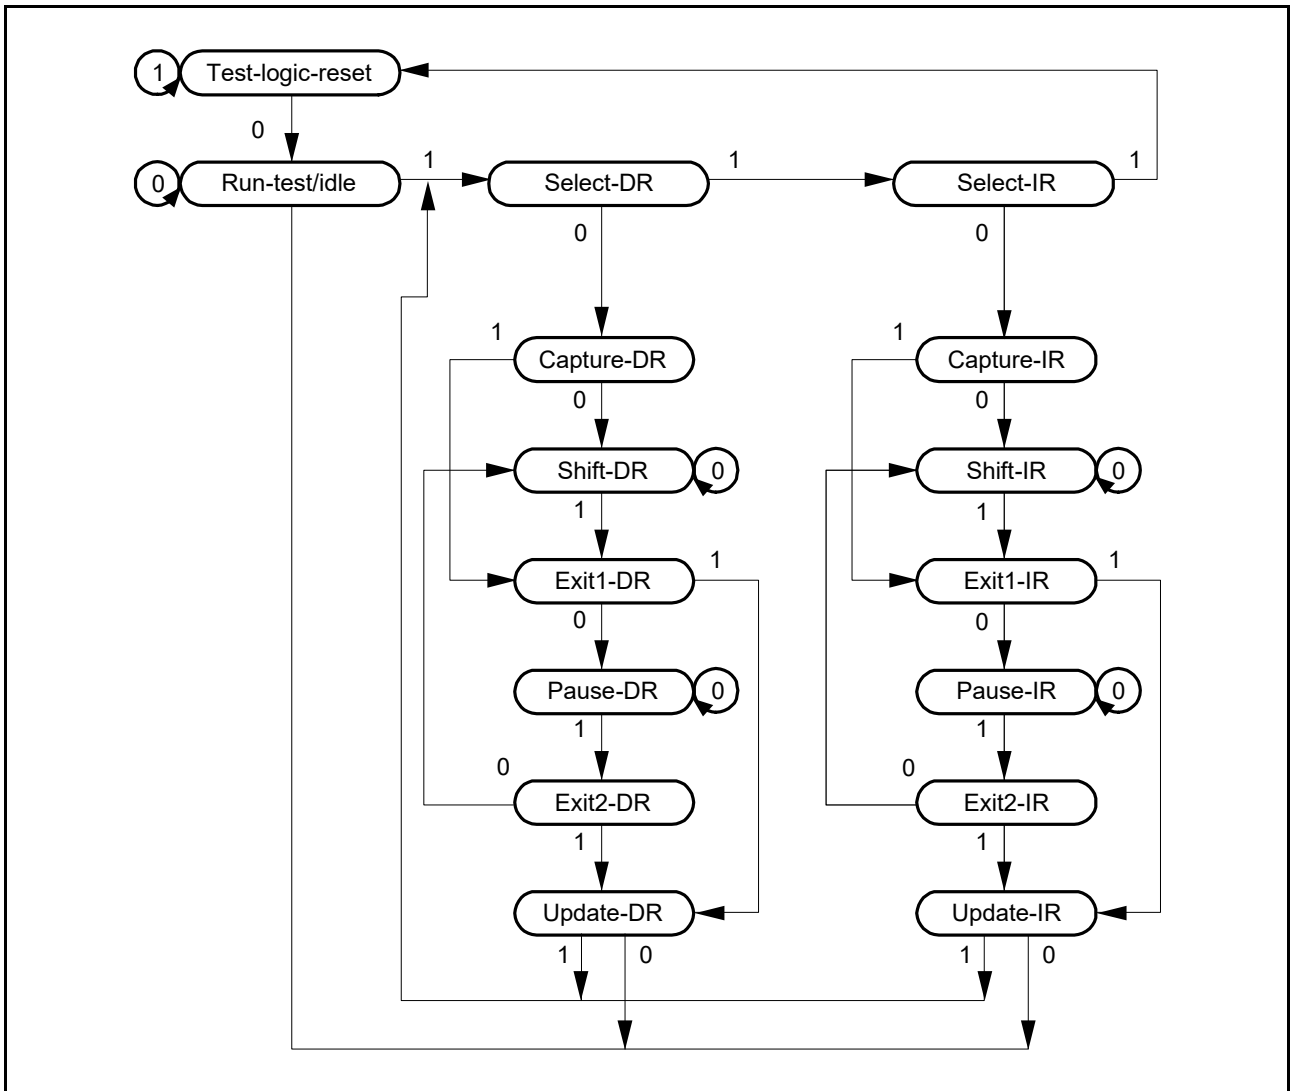 1 Test-logic-reset
0
1 1 1
0 Run-test/idle Select-DR Select-IR
0 0
1 1
Capture-DR Capture-IR
0 0
Shift-DR 0 Shift-IR 0
1 1
1 1
Exit1-DR Exit1-IR
0 0
Pause-DR 0 Pause-IR 0
1 1
0 0
Exit2-DR Exit2-IR
1 1
Update-DR Update-IR
1 0 1 0